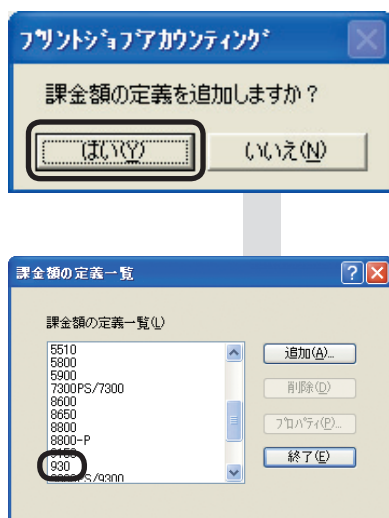 プリントジョブアカウンティング
課金額の定義を追加しますか?
はい(Y)
いいえ(N)
課金額の定義一覧
課金額の定義一覧(L)
5510
5800
5900
7300PS/7300
8600
8650
8800
8800-P
9150
930
PS/9300
追加(A)...
削除(D)
プロパティ(P)...
終了(E)